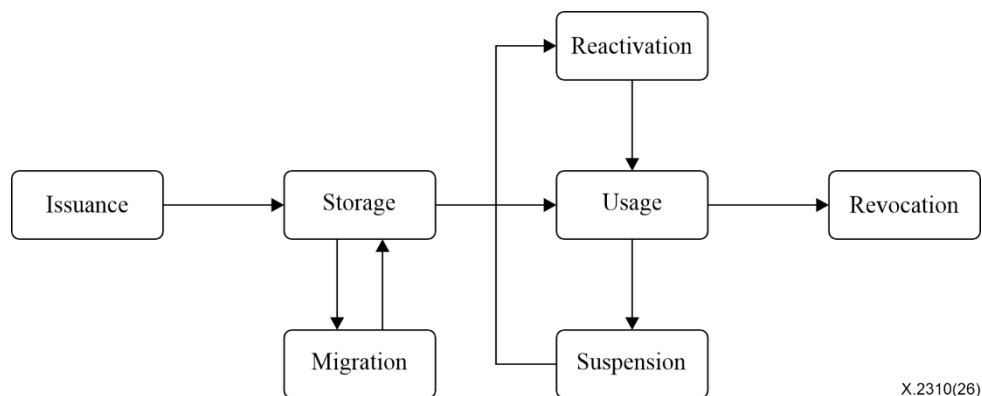 Reactivation
Issuance
Storage
Usage
Revocation
Migration
Suspension
X.2310(26)